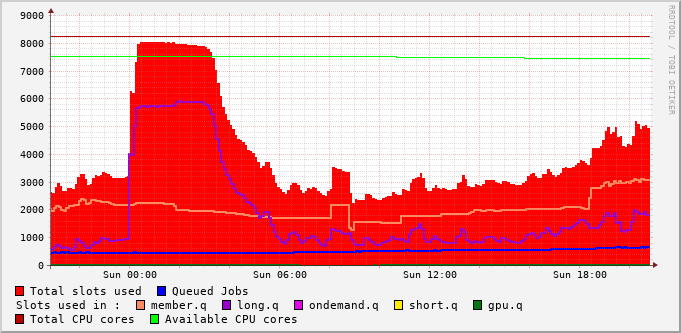 9000
8000
7000
6000
5000
4000
3000
2000
1000
0
Sun 00:00 Sun 06:00 Sun 12:00 Sun 18:00
RRDTOOL / TOBI OETIKER
Total slots used Queued Jobs
Slots used in : member.q long.q ondemand.q short.q gpu.q
Total CPU cores Available CPU cores